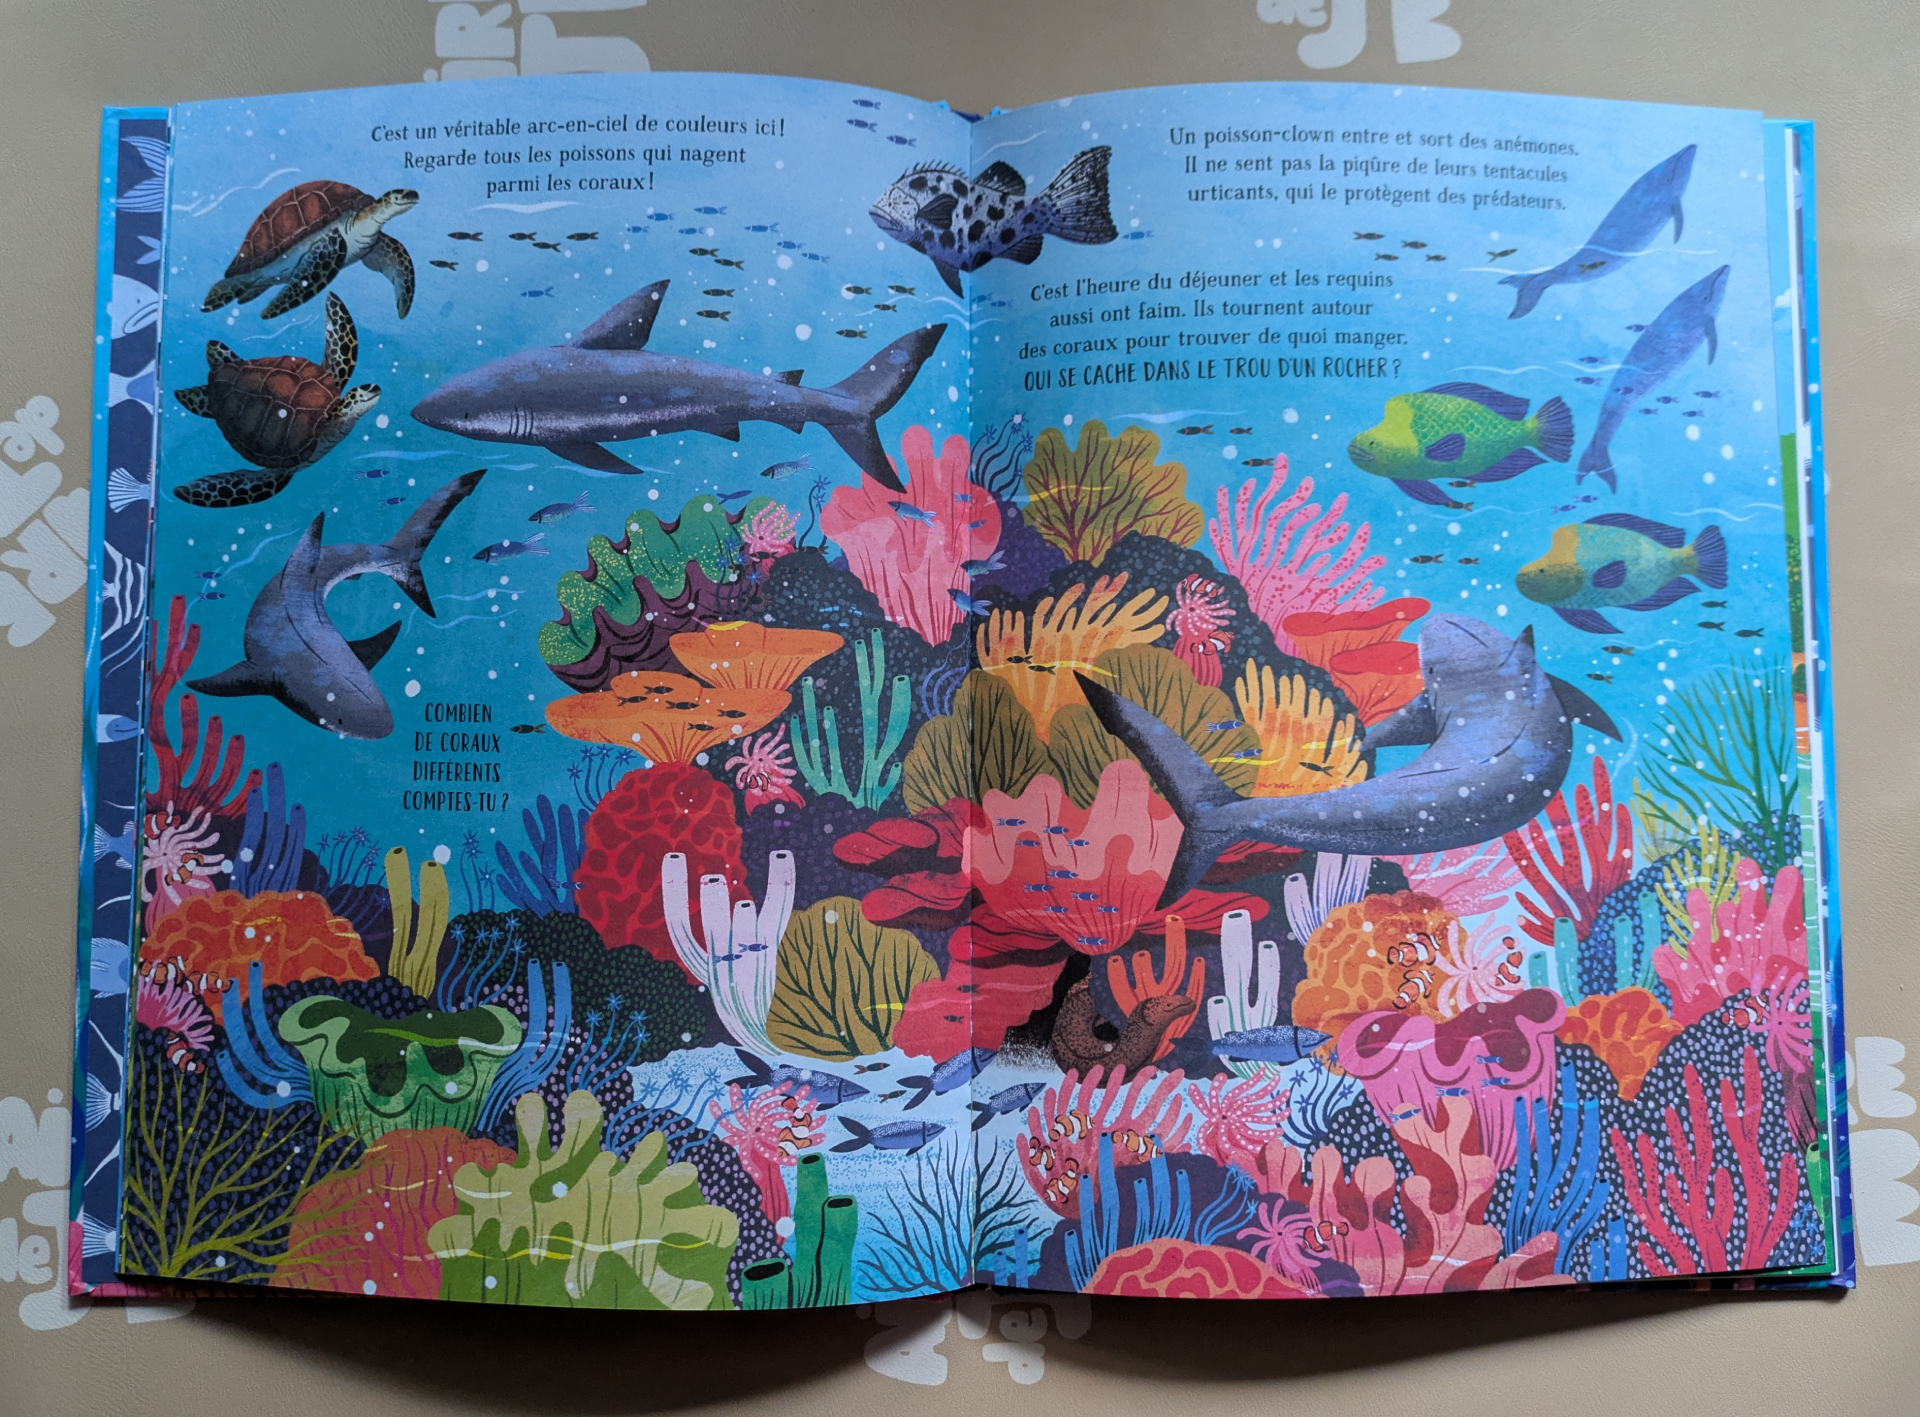 C'est un véritable arc-en-ciel de couleurs ici !
Regarde tous les poissons qui nagent
parmi les coraux !
COMBIEN
DE CORAUX
DIFFÉRENTS
COMPTES-TU ?
Un poisson-clown entre et sort des anémones.
Il ne sent pas la piqûre de leurs tentacules
urticants, qui le protègent des prédateurs.
C'est l'heure du déjeuner et les requins
aussi ont faim. Ils tournent autour
des coraux pour trouver de quoi manger.
QUI SE CACHE DANS LE TROU D'UN ROCHER ?